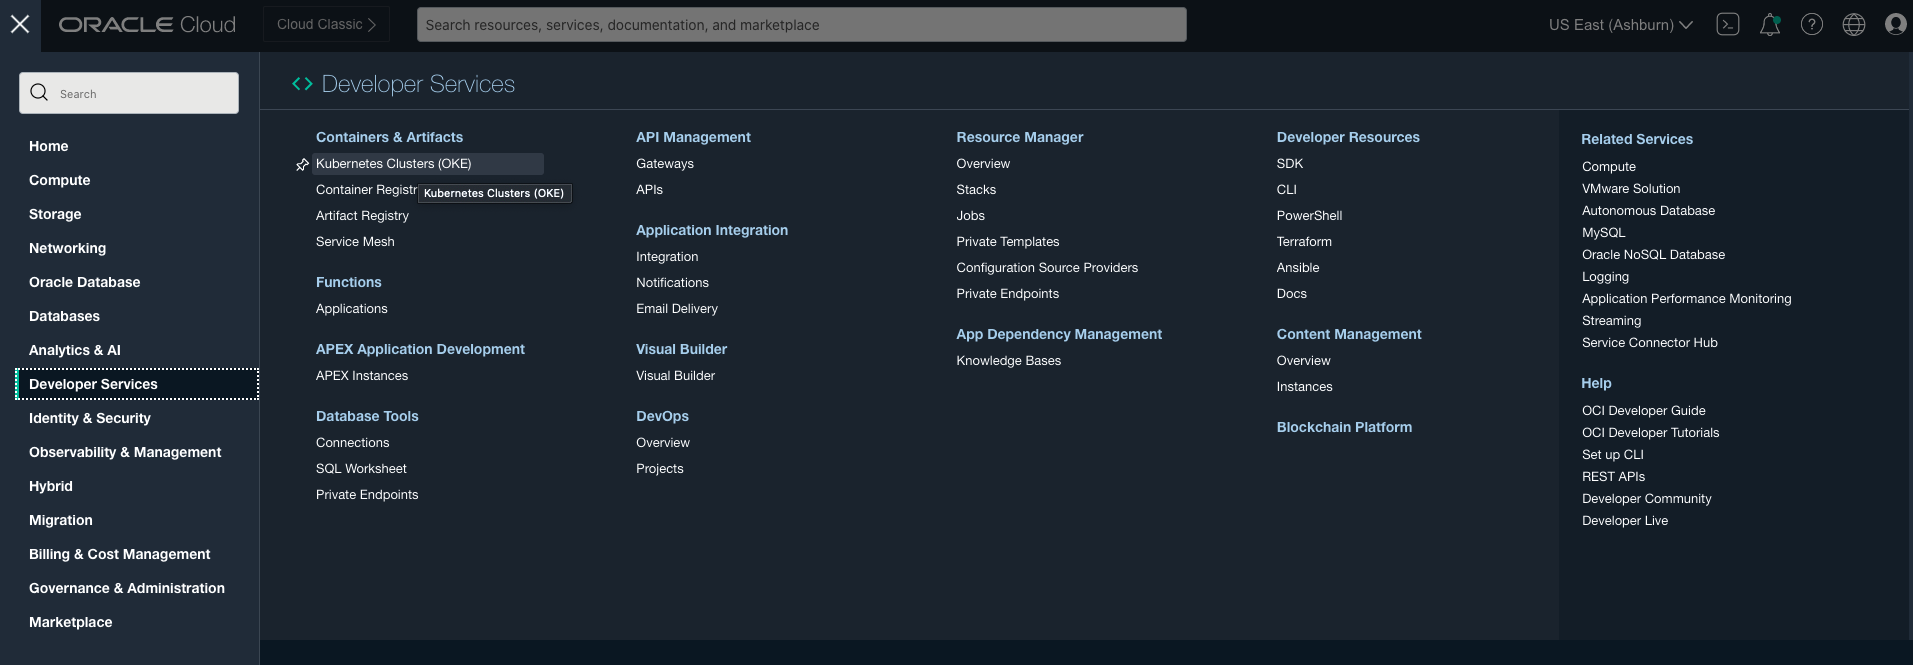 ORACLE Cloud
Cloud Classic
Search resources, services, documentation, and marketplace
US East (Ashburn)
Search
Home
Compute
Storage
Networking
Oracle Database
Databases
Analytics & AI
Developer Services
Identity & Security
Observability & Management
Hybrid
Migration
Billing & Cost Management
Governance & Administration
Marketplace
Developer Services
Containers & Artifacts
Kubernetes Clusters (OKE)
Container Registr
Kubernetes Clusters (OKE)
Artifact Registry
Service Mesh
Functions
Applications
APEX Application Development
APEX Instances
Database Tools
Connections
SQL Worksheet
Private Endpoints
API Management
Gateways
APIs
Application Integration
Integration
Notifications
Email Delivery
Visual Builder
Visual Builder
DevOps
Overview
Projects
Resource Manager
Overview
Stacks
Jobs
Private Templates
Configuration Source Providers
Private Endpoints
App Dependency Management
Knowledge Bases
Developer Resources
SDK
CLI
PowerShell
Terraform
Ansible
Docs
Content Management
Overview
Instances
Blockchain Platform
Related Services
Compute
VMware Solution
Autonomous Database
MySQL
Oracle NoSQL Database
Logging
Application Performance Monitoring
Streaming
Service Connector Hub
Help
OCI Developer Guide
OCI Developer Tutorials
Set up CLI
REST APIs
Developer Community
Developer Live